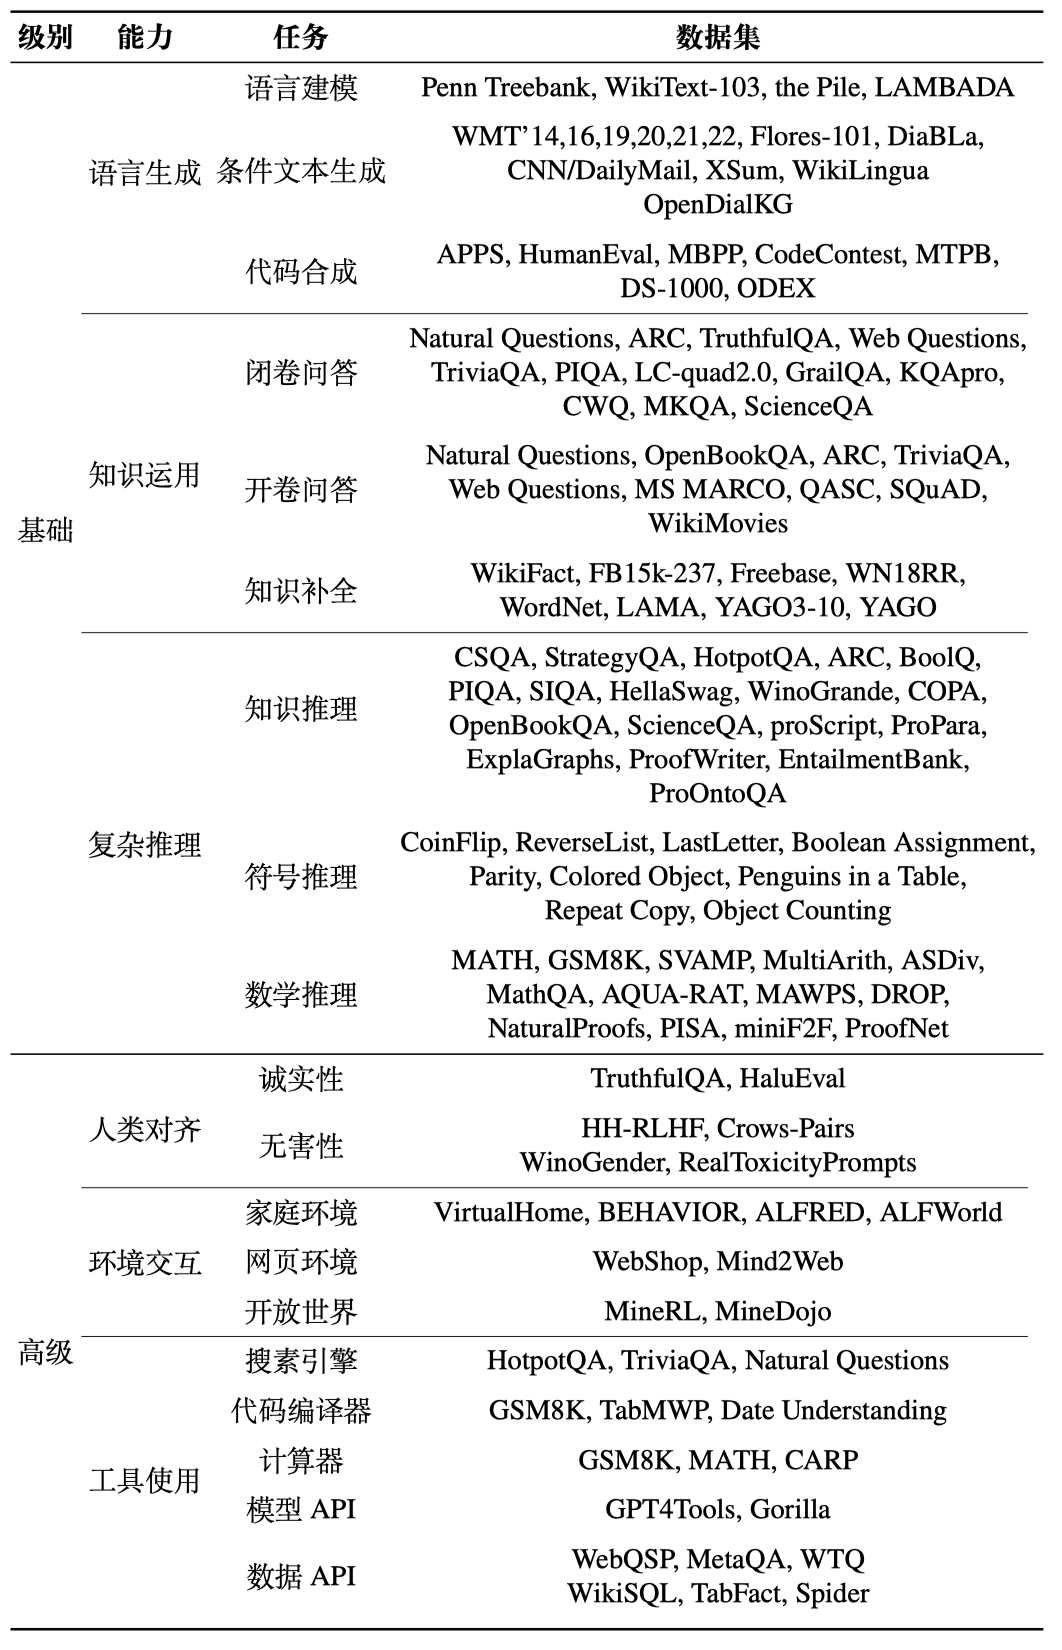 级别 能力 任务 数据集
语言建模 Penn Treebank, WikiText-103, the Pile, LAMBADA
WMT’14,16,19,20,21,22, Flores-101, DiaBLa,
语言生成 条件文本生成 CNN/DailyMail, XSum, WikiLingua
OpenDialKG
代码合成 APPS, HumanEval, MBPP, CodeContest, MTPB,
DS-1000, ODEX
Natural Questions, ARC, TruthfulQA, Web Questions,
闭卷问答 TriviaQA, PIQA, LC-quad2.0, GrailQA, KQApro,
CWQ, MKQA, ScienceQA
Natural Questions, OpenBookQA, ARC, TriviaQA,
知识运用 开卷问答 Web Questions, MS MARCO, QASC, SQuAD,
WikiMovies
基础
知识补全 WikiFact, FB15k-237, Freebase, WN18RR,
WordNet, LAMA, YAGO3-10, YAGO
CSQA, StrategyQA, HotpotQA, ARC, BoolQ,
PIQA, SIQA, HellaSwag, WinoGrande, COPA,
知识推理 OpenBookQA, ScienceQA, proScript, ProPara,
ExplaGraphs, ProofWriter, EntailmentBank,
ProOntoQA
复杂推理 CoinFlip, ReverseList, LastLetter, Boolean Assignment,
符号推理 Parity, Colored Object, Penguins in a Table,
Repeat Copy, Object Counting
MATH, GSM8K, SVAMP, MultiArith, ASDiv,
数学推理 MathQA, AQUA-RAT, MAWPS, DROP,
NaturalProofs, PISA, miniF2F, ProofNet
诚实性 TruthfulQA, HaluEval
人类对齐
无害性 HH-RLHF, Crows-Pairs
WinoGender, RealToxicityPrompts
家庭环境 VirtualHome, BEHAVIOR, ALFRED, ALFWorld
环境交互 网页环境 WebShop, Mind2Web
开放世界 MineRL, MineDojo
高级
搜素引擎 HotpotQA, TriviaQA, Natural Questions
代码编译器 GSM8K, TabMWP, Date Understanding
计算器 GSM8K, MATH, CARP
工具使用
模型 API GPT4Tools, Gorilla
数据 API WebQSP, MetaQA, WTQ
WikiSQL, TabFact, Spider